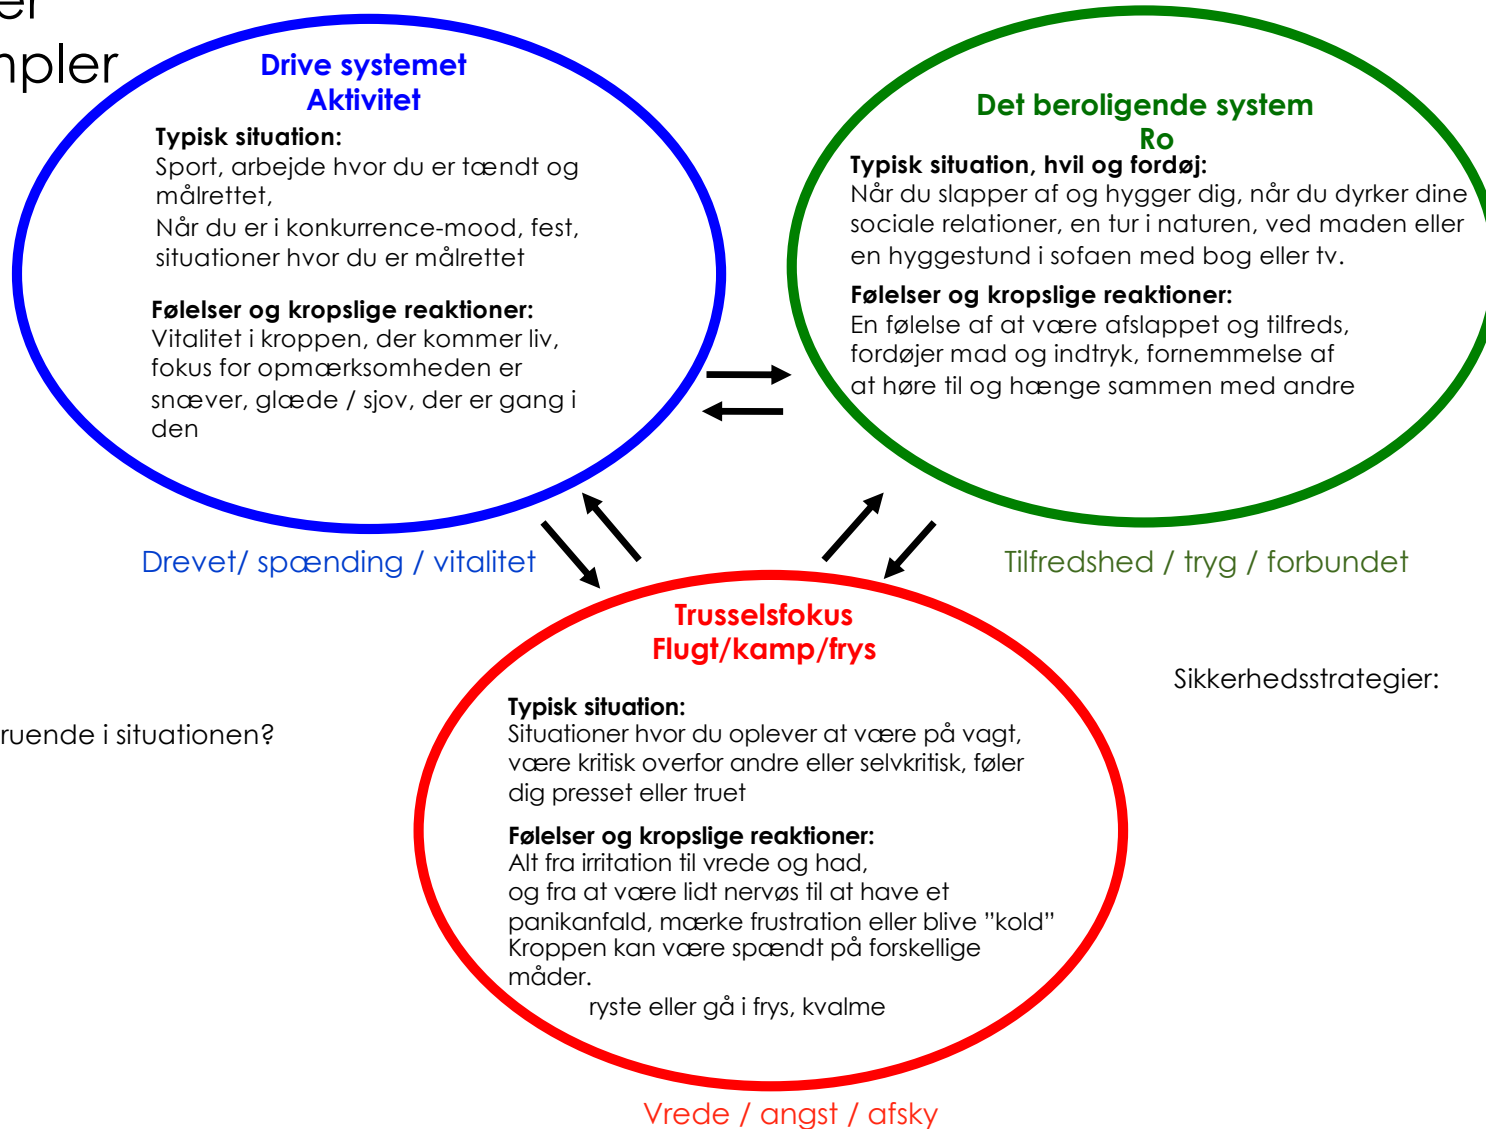 er
npler
Drive systemet
Aktivitet
Typisk situation:
Sport, arbejde hvor du er tændt og
målrettet,
Når du er i konkurrence-mood, fest,
situationer hvor du er målrettet
Følelser og kropslige reaktioner:
Vitalitet i kroppen, der kommer liv,
fokus for opmærksomheden er
snæver, glæde / sjov, der er gang i
den
Drevet/ spænding / vitalitet
Det beroligende system
Ro
Typisk situation, hvil og fordøj:
Når du slapper af og hygger dig, når du dyrker dine
sociale relationer, en tur i naturen, ved maden eller
en hyggestund i sofaen med bog eller tv.
Følelser og kropslige reaktioner:
En følelse af at være afslappet og tilfreds,
fordøjer mad og indtryk, fornemmelse af
at høre til og hænge sammen med andre
Tilfredshed / tryg / forbundet
Trusselsfokus
Flugt/kamp/frys
Typisk situation:
Situationer hvor du oplever at være på vagt,
være kritisk overfor andre eller selvkritisk, føler
dig presset eller truet
Følelser og kropslige reaktioner:
Alt fra irritation til vrede og had,
og fra at være lidt nervøs til at have et
panikanfald, mærke frustration eller blive ”kold”
Kroppen kan være spændt på forskellige
måder.
ryste eller gå i frys, kvalme
Vrede / angst / afsky
ruende i situationen?
Sikkerhedsstrategier: